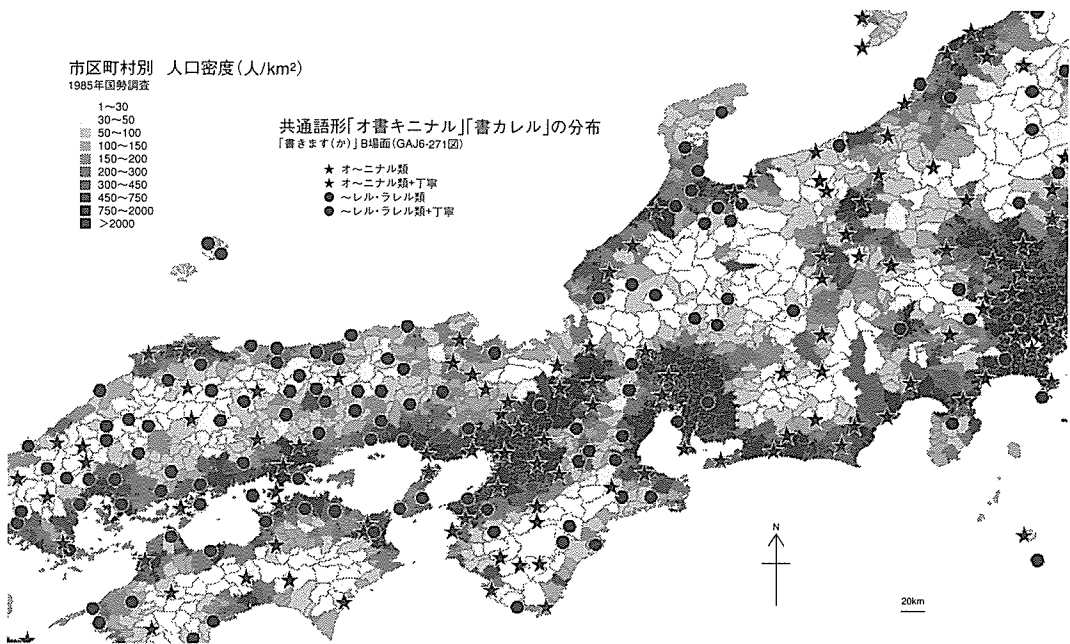 市区町村別 人口密度(人/km²)
1985年国勢調査
1～30
30～50
50～100
100～150
150～200
200～300
300～450
450～750
750～2000
>2000
共通語形「オ書キニナル」「書カレル」の分布
「書きます(か)」B場面(GAJ6-271図)
オ～ニナル類
オ～ニナル類+丁寧
～レル・ラレル類
～レル・ラレル類+丁寧
N
20km